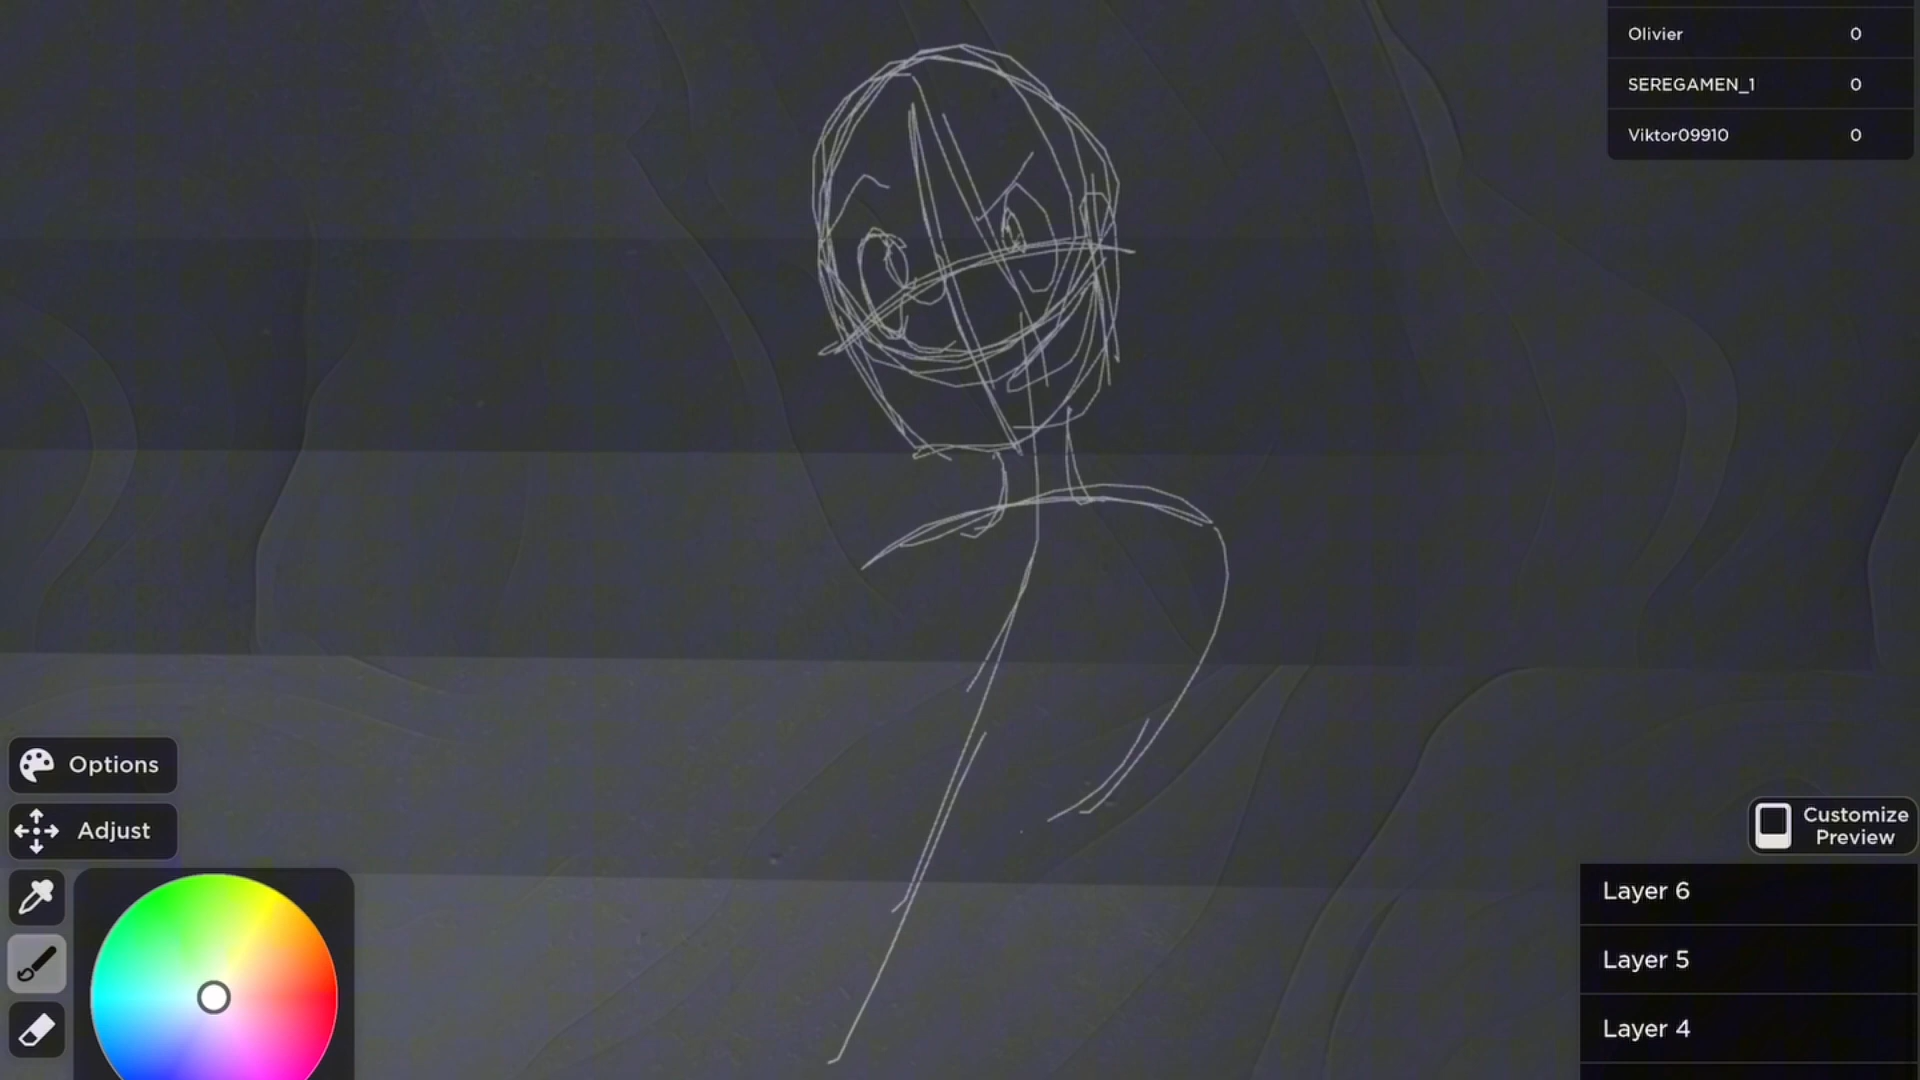 Olivier 0
SEREGAMEN_1 0
Viktor09910 0
Options
Adjust
Customize
Preview
Layer 6
Layer 5
Layer 4